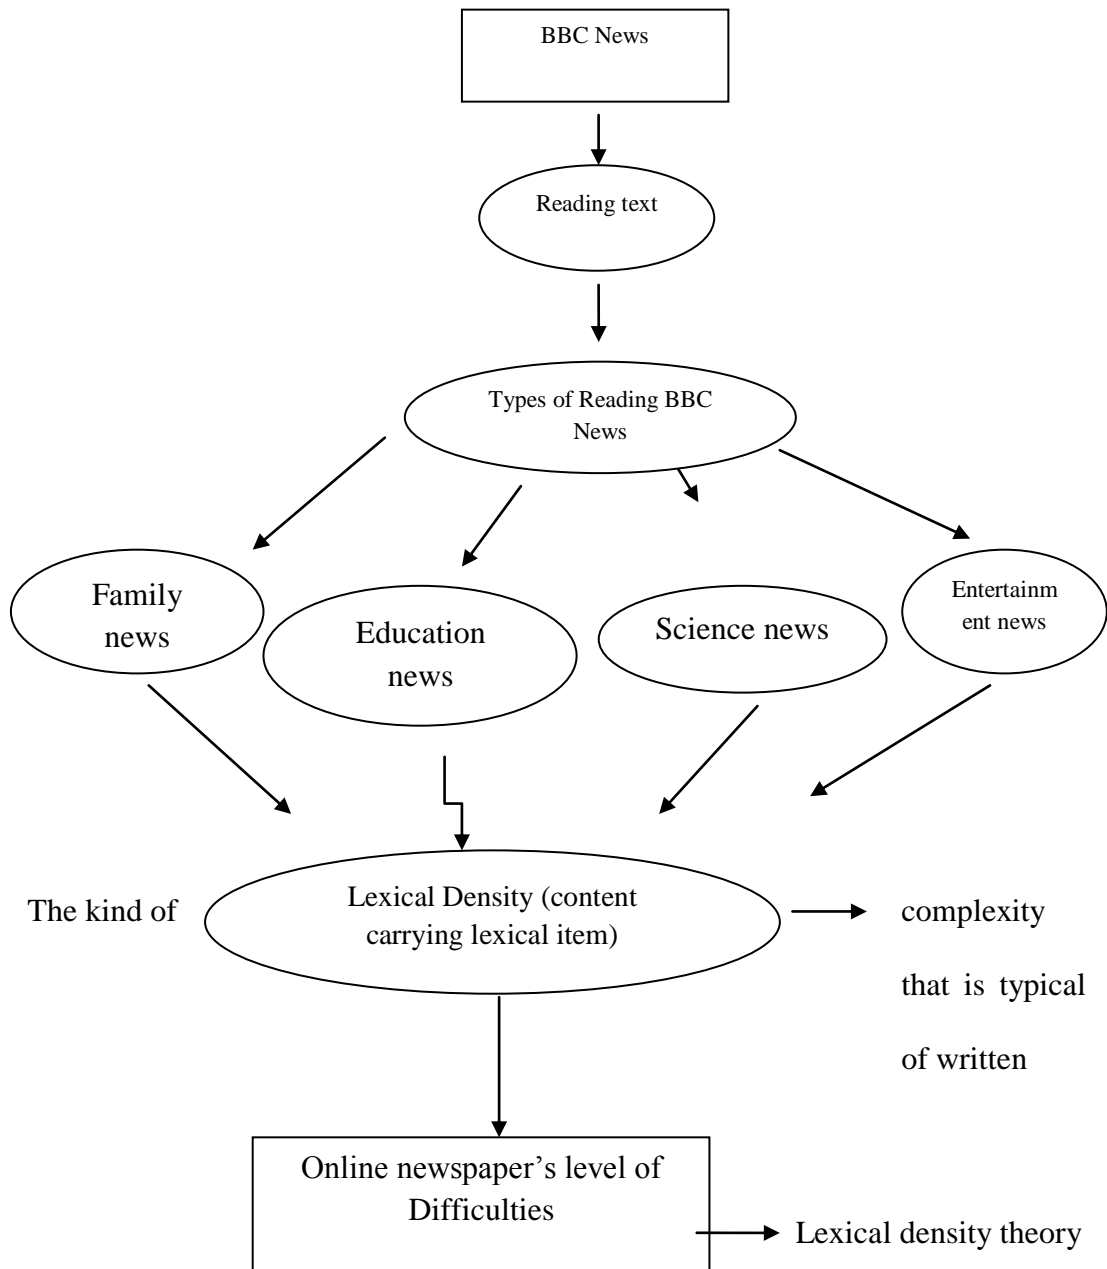 BBC News
Reading text
Types of Reading BBC
News
Family
news
Education
news
Science news
Entertainm
ent news
The kind of
Lexical Density (content
carrying lexical item)
complexity
that is typical
of written
Online newspaper’s level of
Difficulties
Lexical density theory